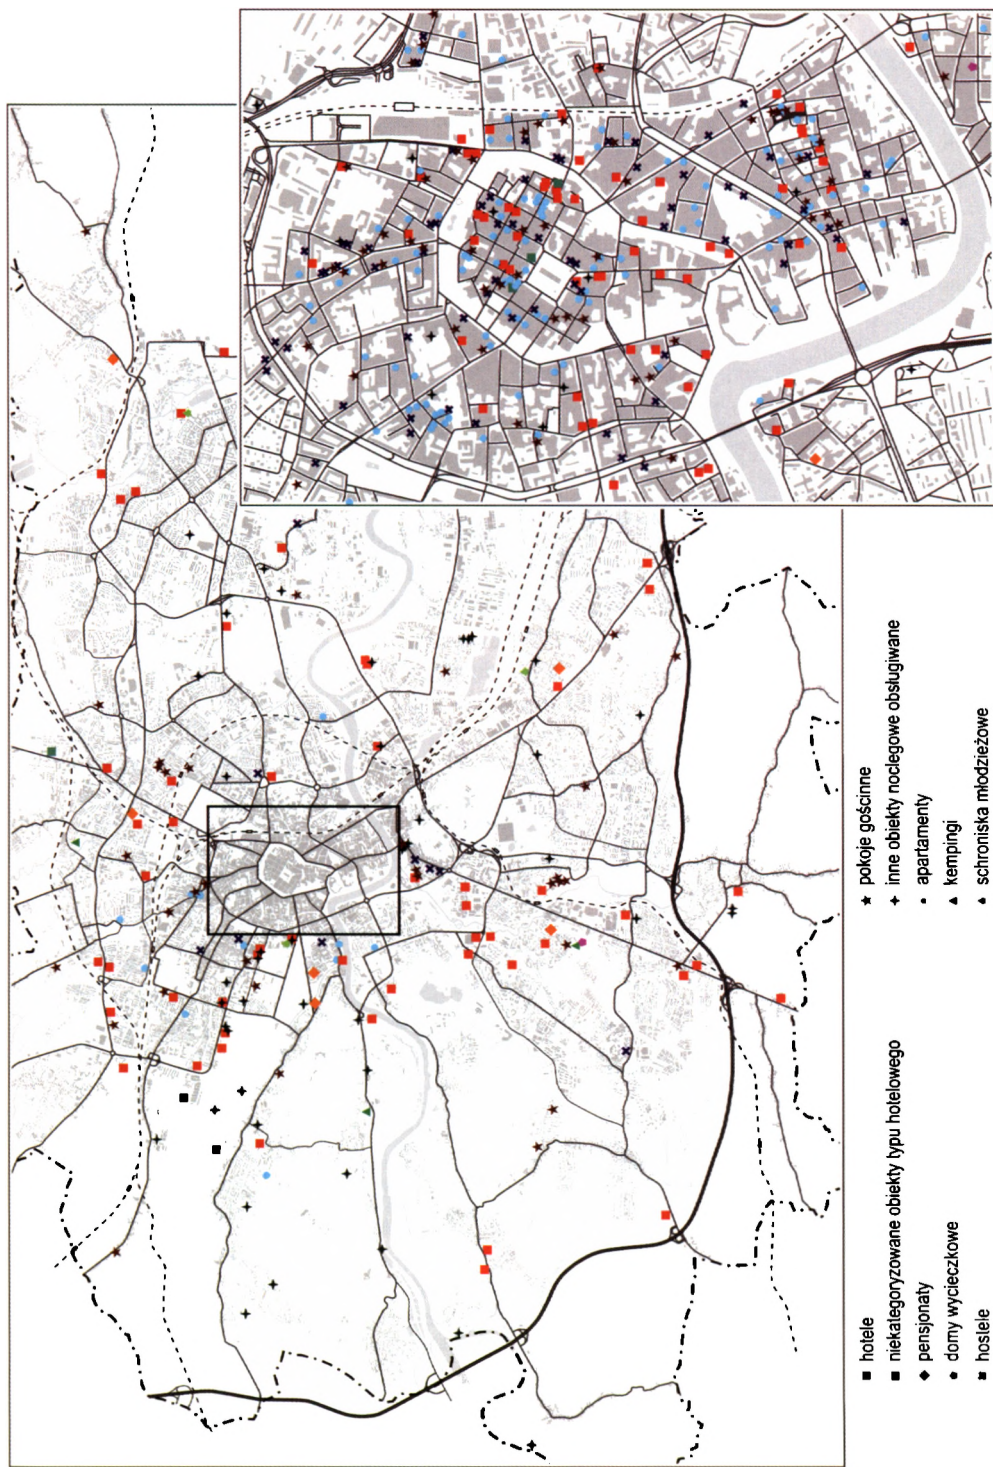 hotele
niekategoryzowane obiekty typu hotelowego
pensjonaty
domy wycieczkowe
hostele
pokoje gościnne
inne obiekty noclegowe obsługiwane
apartamenty
kempingi
schroniska młodzieżowe